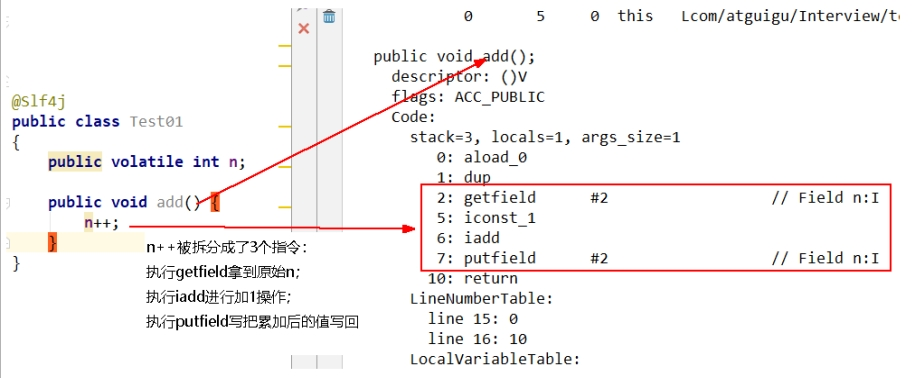 @Slf4j
public class Test01
{
public volatile int n;
public void add() {
n++;
}
}
n++被拆分成了3个指令：
执行getfield拿到原始n;
执行iadd进行加1操作;
执行putfield写把累加后的值写回
0 5 0 this Lcom/atguigu/Interview/t
public void add();
descriptor: ()V
flags: ACC_PUBLIC
Code:
stack=3, locals=1, args_size=1
0: aload_0
1: dup
2: getfield #2 // Field n:I
5: iconst_1
6: iadd
7: putfield #2 // Field n:I
10: return
LineNumberTable:
line 15: 0
line 16: 10
LocalVariableTable: